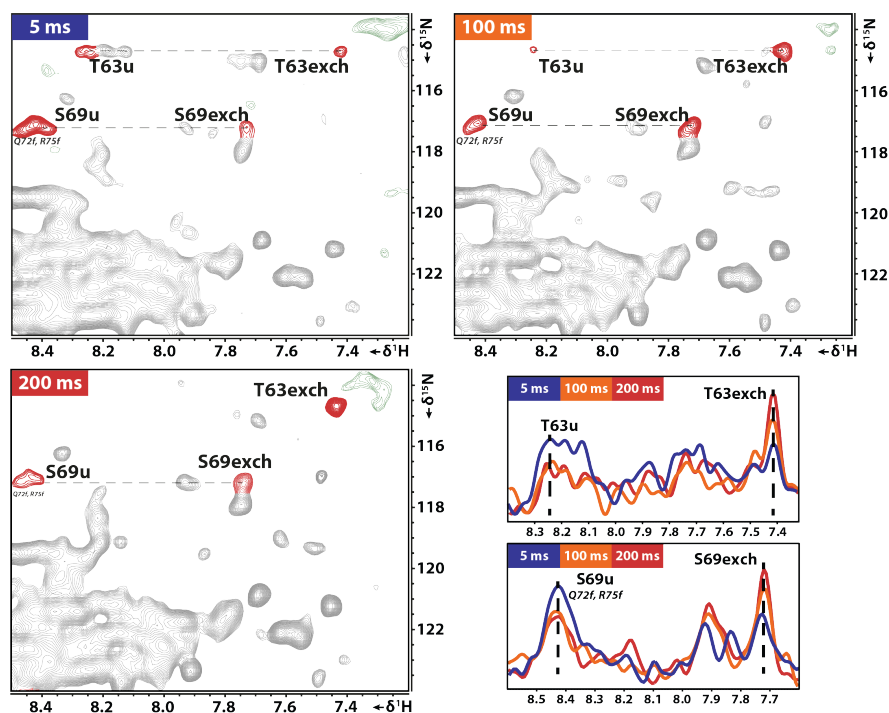 5 ms
T63u
T63exch
S69u
S69exch
Q72f, R75f
←δ¹⁵N
116
118
120
122
8.4 8.2 8.0 7.8 7.6 7.4 ←δ¹H
100 ms
T63u
T63exch
S69u
S69exch
Q72f, R75f
←δ¹⁵N
116
118
120
122
8.4 8.2 8.0 7.8 7.6 7.4 ←δ¹H
200 ms
T63exch
S69u
S69exch
Q72f, R75f
←δ¹⁵N
116
118
120
122
8.4 8.2 8.0 7.8 7.6 7.4 ←δ¹H
5 ms 100 ms 200 ms
T63exch
T63u
8.3 8.2 8.1 8.0 7.9 7.8 7.7 7.6 7.5 7.4
5 ms 100 ms 200 ms
S69exch
S69u
Q72f, R75f
8.5 8.4 8.3 8.2 8.1 8.0 7.9 7.8 7.7